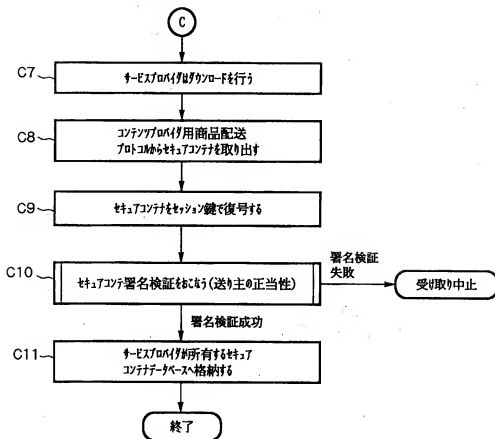 C
C7
サービスプロバイダはダウンロードを行う
C8
コンテンツプロバイダ用商品配送
プロトコルからセキュアコンテナを取り出す
C9
セキュアコンテナをセッション鍵で復号する
C10
セキュアコンテ署名検証をおこなう(送り主の正当性)
署名検証
失敗
受け取り中止
署名検証成功
C11
サービスプロバイダが所有するセキュア
コンテナデータベースへ格納する
終了